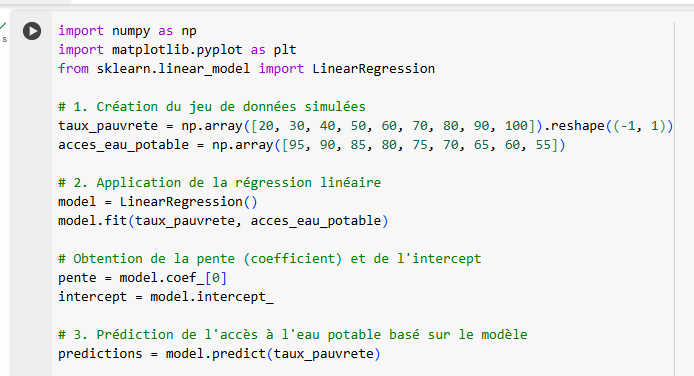 import numpy as np
import matplotlib.pyplot as plt
from sklearn.linear_model import LinearRegression
# 1. Création du jeu de données simulées
taux_pauvrete = np.array([20, 30, 40, 50, 60, 70, 80, 90, 100]).reshape((-1, 1))
acces_eau_potable = np.array([95, 90, 85, 80, 75, 70, 65, 60, 55])
# 2. Application de la régression linéaire
model = LinearRegression()
model.fit(taux_pauvrete, acces_eau_potable)
# Obtention de la pente (coefficient) et de l'intercept
pente = model.coef_[0]
intercept = model.intercept_
# 3. Prédiction de l'accès à l'eau potable basé sur le modèle
predictions = model.predict(taux_pauvrete)
s